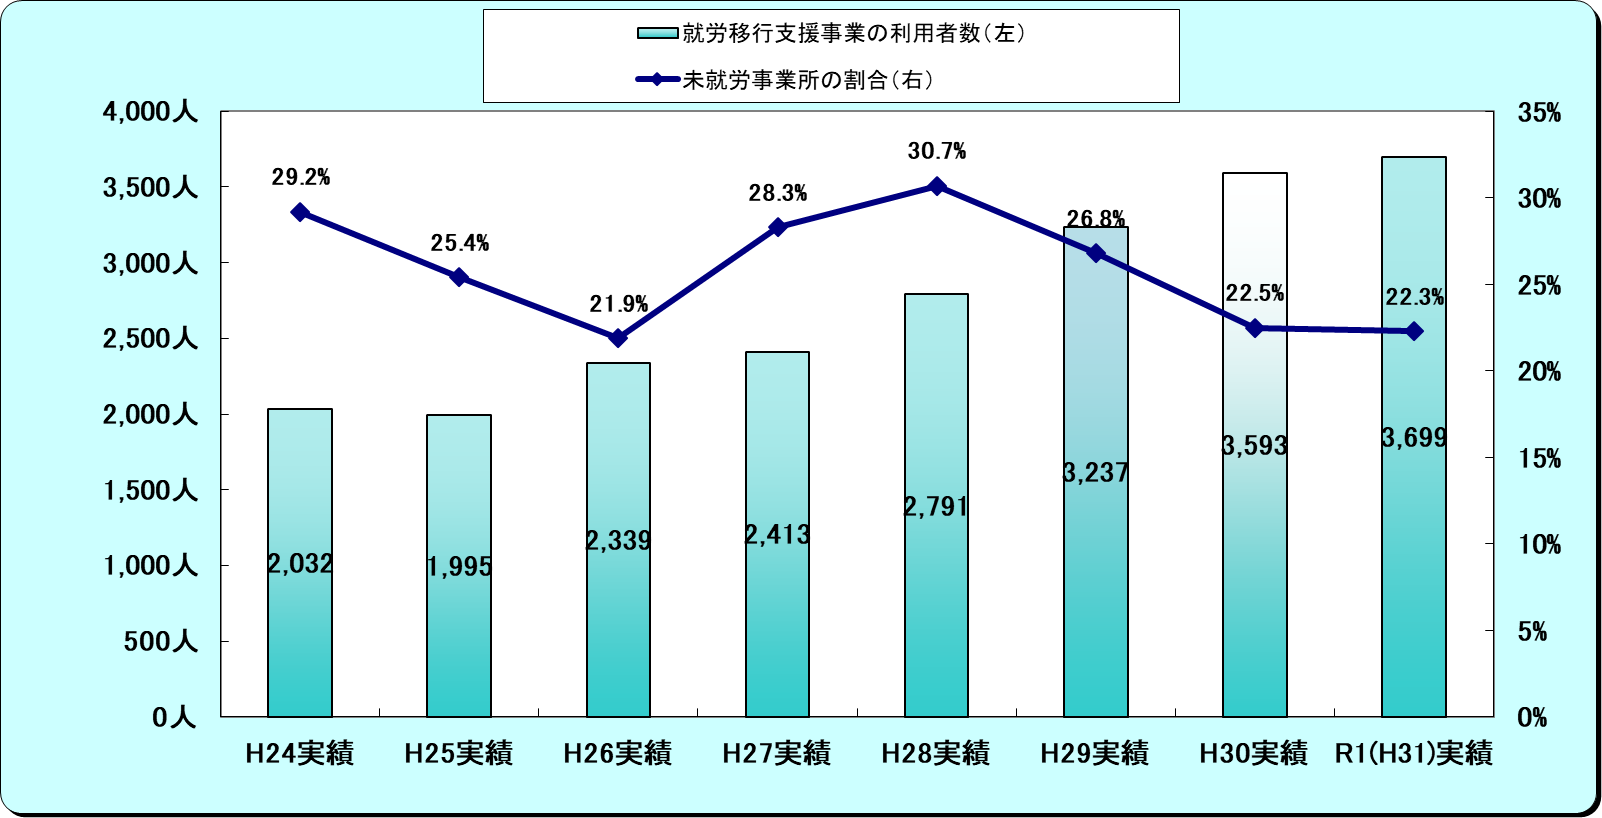 就労移行支援事業の利用者数（左）
未就労事業所の割合（右）
4,000人
3,500人
3,000人
2,500人
2,000人
1,500人
1,000人
500人
0人
35%
30%
25%
20%
15%
10%
5%
0%
29.2%
25.4%
21.9%
28.3%
30.7%
26.8%
22.5%
22.3%
2,032
1,995
2,339
2,413
2,791
3,237
3,593
3,699
H24実績
H25実績
H26実績
H27実績
H28実績
H29実績
H30実績
R1(H31)実績